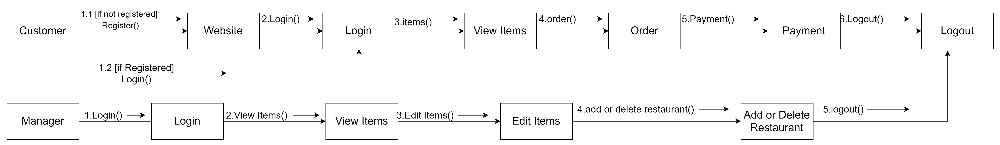 1.1 [if not registered]
Register()
2.Login()
3.items()
4.order()
5.Payment()
6.Logout()
Customer
Website
Login
View Items
Order
Payment
Logout
1.2 [if Registered]
Login()
1.Login()
2.View Items()
3.Edit Items()
4.add or delete restaurant()
5.logout()
Manager
Login
View Items
Edit Items
Add or Delete
Restaurant